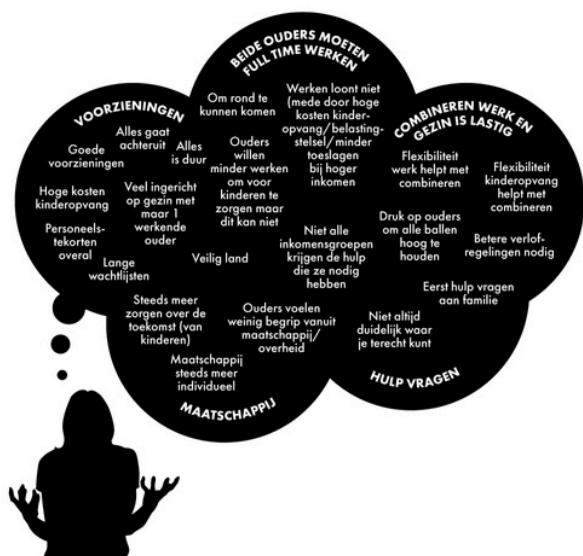 BEIDE OUDERS MOETEN
FULL TIME WERKEN
Om rond te
kunnen komen
Werken loont niet
(mede door hoge
kosten kinder-
opvang/belasting-
stelsel/minder
toeslagen
bij hoger
inkomen
Ouders
willen
minder werken
om voor
kinderen te
zorgen maar
dit kan niet
VOORZIENINGEN
Alles gaat
achteruit
Goede
voorzieningen
Alles
is duur
Hoge kosten
kinderopvang
Veel ingericht
op gezin met
maar 1
werkende
ouder
Personeels-
tekorten
overal
Lange
wachtlijsten
Veilig land
Niet alle
inkomensgroepen
krijgen de hulp
die ze nodig
hebben
COMBINEREN WERK EN
GEZIN IS LASTIG
Flexibiliteit
werk helpt met
combineren
Flexibiliteit
kinderopvang
helpt met
combineren
Druk op ouders
om alle ballen
hoog te
houden
Betere verlof-
regelingen nodig
Steeds meer
zorgen over de
toekomst (van
kinderen)
Ouders voelen
weinig begrip vanuit
maatschappij/
overheid
Maatschappij
steeds meer
individueel
MAATSCHAPPIJ
Eerst hulp vragen
aan familie
Niet altijd
duidelijk waar
je terecht kunt
HULP VRAGEN